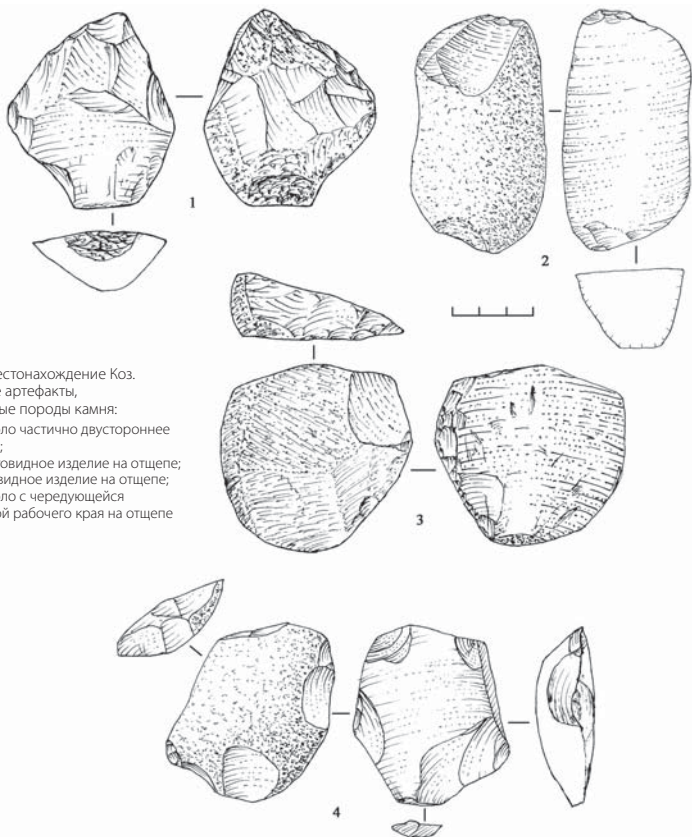 1
2
естонахождение Коз.
е артефакты,
ые породы камня:
ло частично двустороннее
;
овидное изделие на отщепе;
видное изделие на отщепе;
ло с чередующейся
ой рабочего края на отщепе
3
4